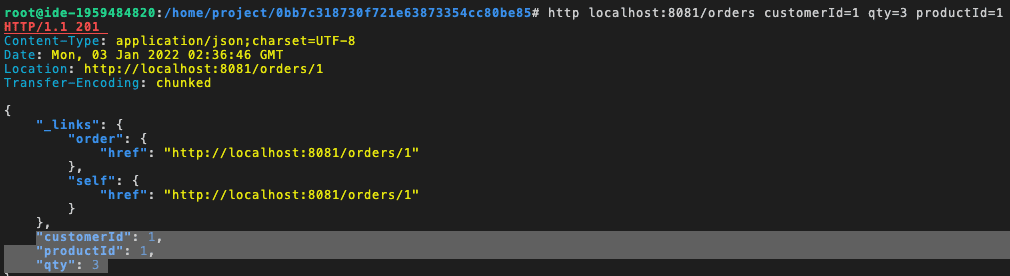 root@ide-1959484820:/home/project/0bb7c318730f721e63873354cc80be85# http localhost:8081/orders customerId=1 qty=3 productId=1
HTTP/1.1 201
Content-Type: application/json;charset=UTF-8
Date: Mon, 03 Jan 2022 02:36:46 GMT
Location: http://localhost:8081/orders/1
Transfer-Encoding: chunked

{
    "_links": {
        "order": {
            "href": "http://localhost:8081/orders/1"
        },
        "self": {
            "href": "http://localhost:8081/orders/1"
        }
    },
    "customerId": 1,
    "productId": 1,
    "qty": 3